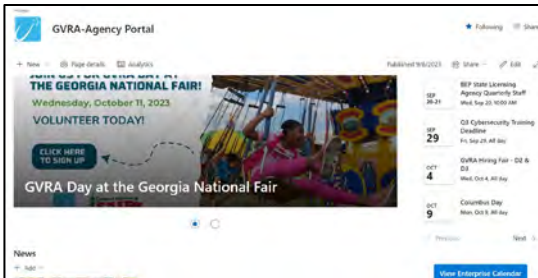 GVRA-Agency Portal
Following
Share
New
Page details
Analytics
Published 9/8/2023
Share
Edit
JOIN US FOR GVRA DAY AT
THE GEORGIA NATIONAL FAIR!
Wednesday, October 11, 2023
VOLUNTEER TODAY!
CLICK HERE
TO SIGN UP
GVRA Day at the Georgia National Fair
SEP
20-21
BEP State Licensing
Agency Quarterly Staff
Wed, Sep 20, 10:00 AM
SEP
29
Q3 Cybersecurity Training
Deadline
Fri, Sep 29, All day
OCT
4
GVRA Hiring Fair - D2 &
D3
Wed, Oct 4, All day
OCT
9
Columbus Day
Mon, Oct 9, All day
Previous
Next
News
+ Add
View Enterprise Calendar